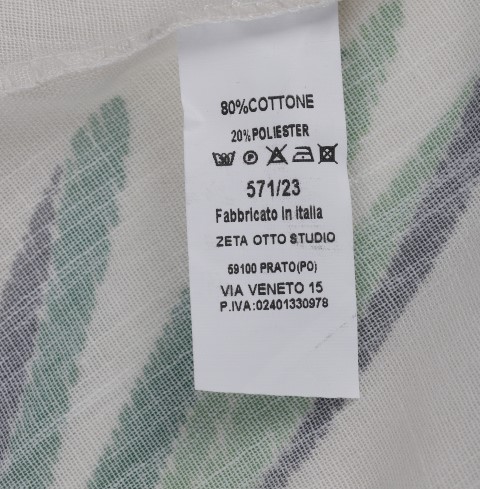 80%COTTONE
20%POLIESTER
571/23
Fabbricato in italia
ZETA OTTO STUDIO
59100 PRATO(PO)
VIA VENETO 15
P.IVA:02401330978